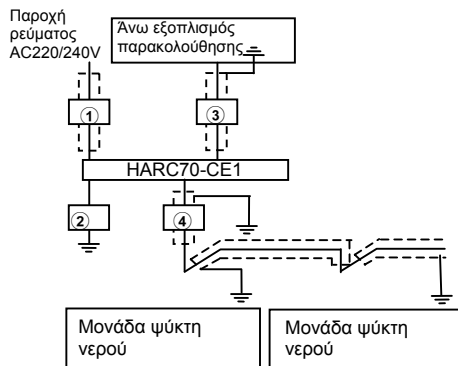 Παροχή
ρεύματος
AC220/240V
Άνω εξοπλισμός
παρακολούθησης
①
③
HARC70-CE1
②
④
Μονάδα ψύκτη
νερού
Μονάδα ψύκτη
νερού